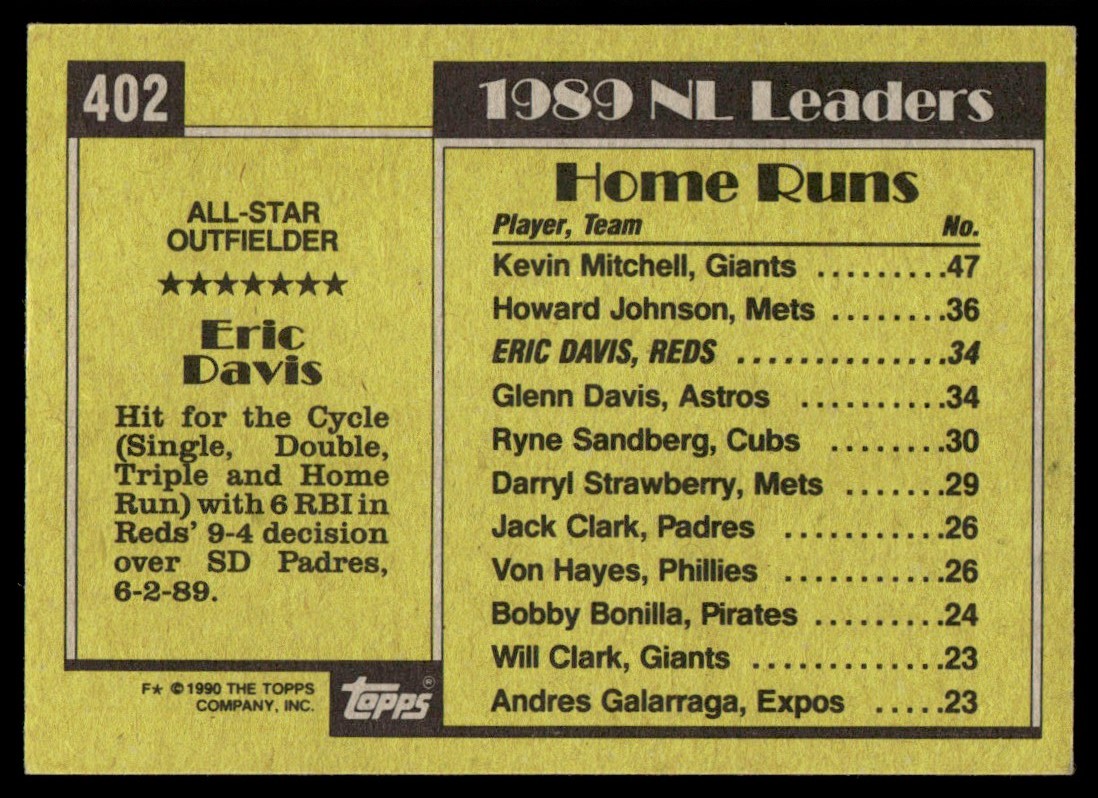 402
ALL-STAR
OUTFIELDER
★★★★★★★
Eric
Davis
Hit for the Cycle
(Single, Double,
Triple and Home
Run) with 6 RBI in
Reds' 9-4 decision
over SD Padres,
6-2-89.
F★ ©1990 THE TOPPS
COMPANY, INC.
topps®
1989 NL Leaders
Home Runs
Player, Team No.
Kevin Mitchell, Giants .........47
Howard Johnson, Mets ........36
ERIC DAVIS, REDS ..............34
Glenn Davis, Astros ..........34
Ryne Sandberg, Cubs ........30
Darryl Strawberry, Mets .......29
Jack Clark, Padres ............26
Von Hayes, Phillies ............26
Bobby Bonilla, Pirates .........24
Will Clark, Giants .............23
Andres Galarraga, Expos .....23